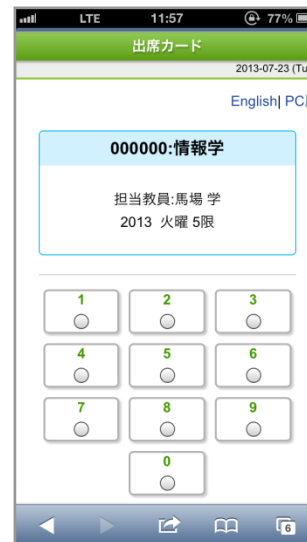 LTE 11:57 77%
出席カード
2013-07-23 (Tu
English| PC
000000:情報学
担当教員:馬場 学
2013 火曜 5限
1 2 3
4 5 6
7 8 9
0
6